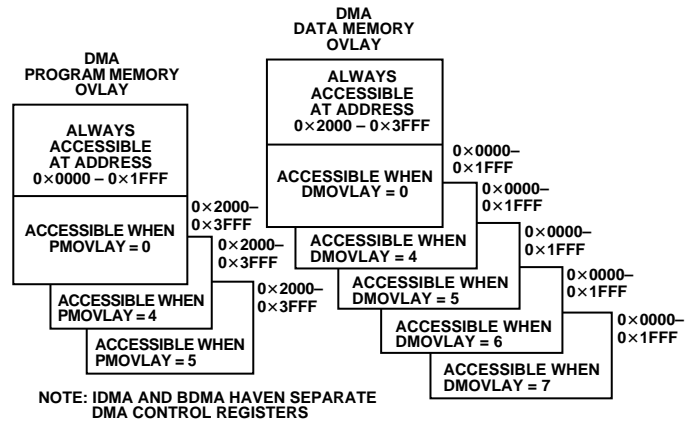 DMA
PROGRAM MEMORY
OVLAY
ALWAYS
ACCESSIBLE
AT ADDRESS
0×0000 – 0×1FFF
ACCESSIBLE WHEN
PMOVLAY = 0
0×2000–
0×3FFF
ACCESSIBLE WHEN
PMOVLAY = 4
0×2000–
0×3FFF
ACCESSIBLE WHEN
PMOVLAY = 5
0×2000–
0×3FFF
DMA
DATA MEMORY
OVLAY
ALWAYS
ACCESSIBLE
AT ADDRESS
0×2000 – 0×3FFF
ACCESSIBLE WHEN
DMOVLAY = 0
0×0000–
0×1FFF
ACCESSIBLE WHEN
DMOVLAY = 4
0×0000–
0×1FFF
ACCESSIBLE WHEN
DMOVLAY = 5
0×0000–
0×1FFF
ACCESSIBLE WHEN
DMOVLAY = 6
0×0000–
0×1FFF
ACCESSIBLE WHEN
DMOVLAY = 7
0×0000–
0×1FFF
NOTE: IDMA AND BDMA HAVEN SEPARATE
DMA CONTROL REGISTERS